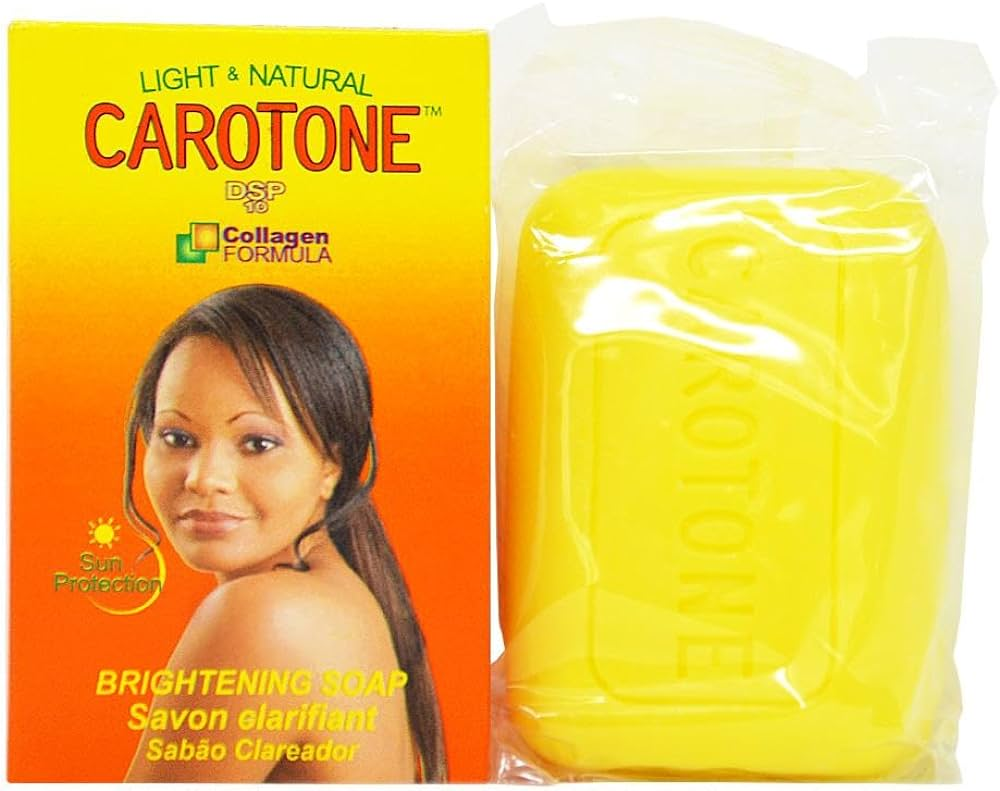 LIGHT & NATURAL
CAROTONE™
DSP
10
Collagen
FORMULA
Sun
Protection
BRIGHTENING SOAP
Savon clarifiant
Sabão Clareador
CAROTONE